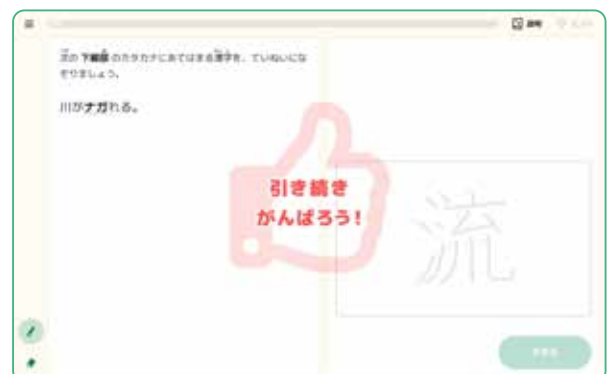 次の 下線部 のカタカナにあてはまる漢字を、ていねいにな
ぞりましょう。
川がナガれる。
引き続き
がんばろう!
流